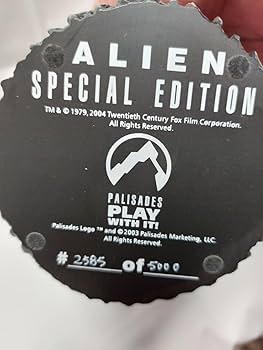 ALIEN
SPECIAL EDITION
TM & © 1979, 2004 Twentieth Century Fox Film Corporation.
All Rights Reserved.
PALISADES
PLAY
WITH IT!
Palisades Logo ™ and ©2003 Palisades Marketing, LLC.
All Rights Reserved.
# 2585 of 5000